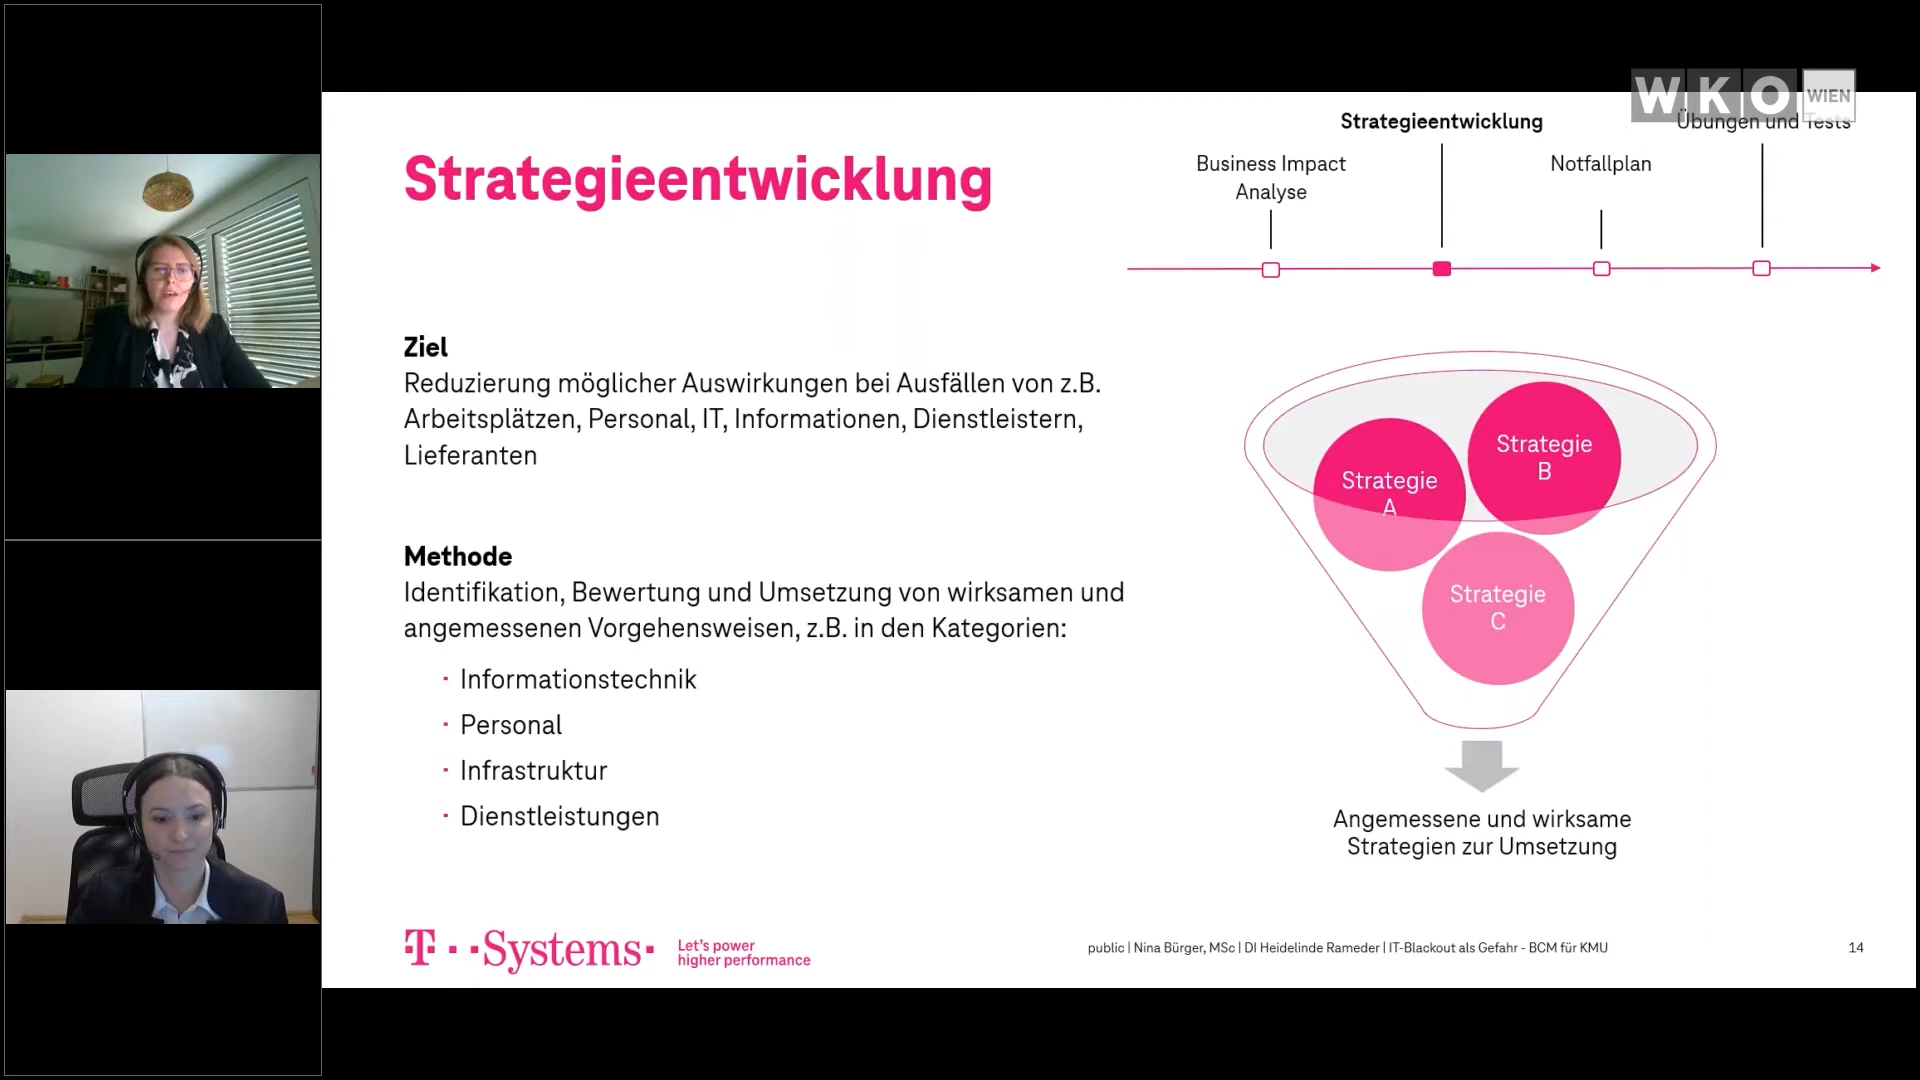 WKO WIEN
Strategieentwicklung
Übungen und Tests
Business Impact
Analyse
Notfallplan
Strategieentwicklung
Ziel
Reduzierung möglicher Auswirkungen bei Ausfällen von z.B.
Arbeitsplätzen, Personal, IT, Informationen, Dienstleistern,
Lieferanten
Methode
Identifikation, Bewertung und Umsetzung von wirksamen und
angemessenen Vorgehensweisen, z.B. in den Kategorien:
· Informationstechnik
· Personal
· Infrastruktur
· Dienstleistungen
Strategie
A
Strategie
B
Strategie
C
Angemessene und wirksame
Strategien zur Umsetzung
T··Systems·
Let's power
higher performance
public | Nina Bürger, MSc | DI Heidelinde Rameder | IT-Blackout als Gefahr - BCM für KMU
14